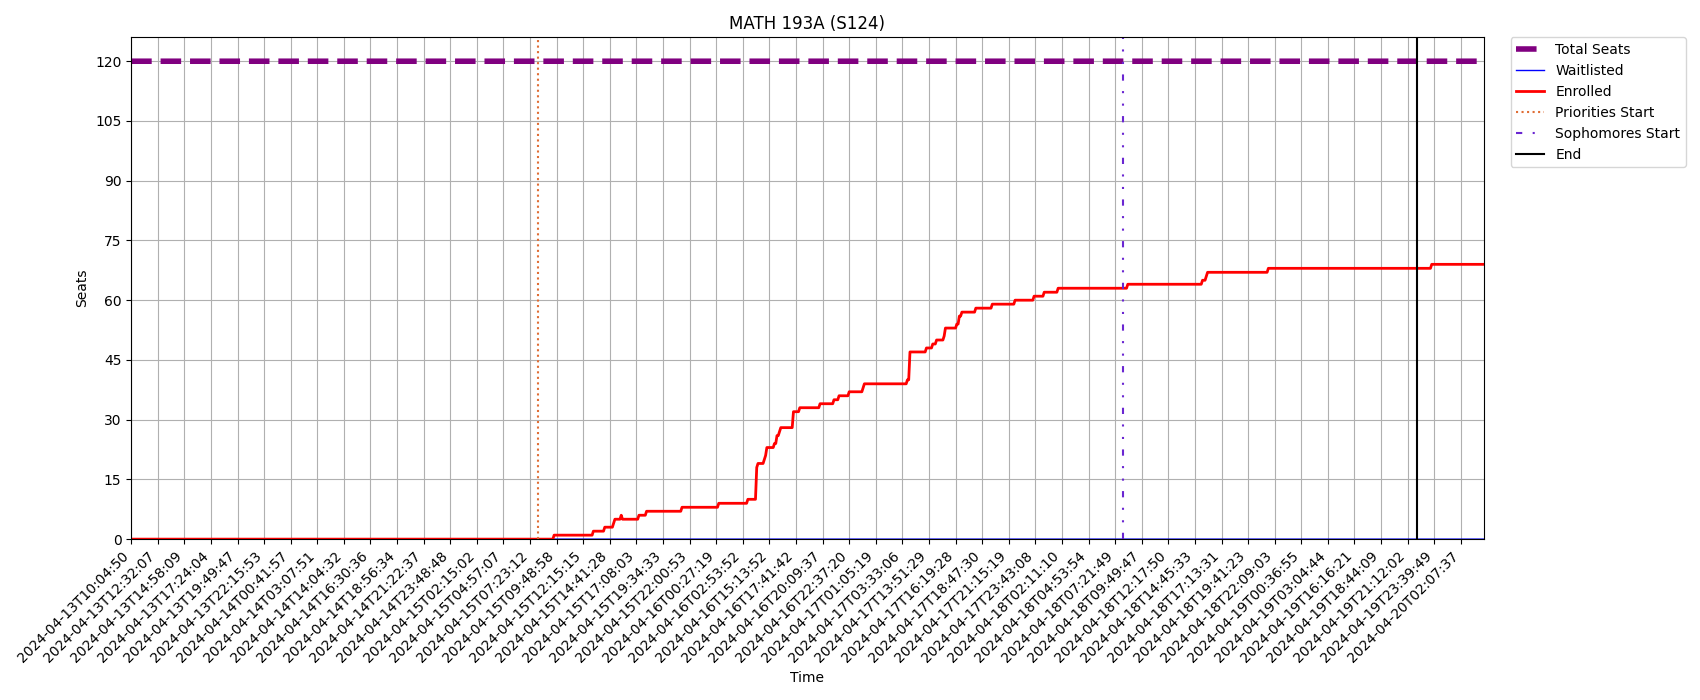 MATH 193A (S124)
Total Seats
Waitlisted
Enrolled
Priorities Start
Sophomores Start
End
Seats
120
105
90
75
60
45
30
15
0
2024-04-13T10:04:50
2024-04-13T12:32:07
2024-04-13T14:58:09
2024-04-13T17:24:04
2024-04-13T19:49:47
2024-04-13T22:15:53
2024-04-14T00:41:57
2024-04-14T03:07:51
2024-04-14T14:04:32
2024-04-14T16:30:36
2024-04-14T18:56:34
2024-04-14T21:22:37
2024-04-14T23:48:48
2024-04-15T02:15:02
2024-04-15T04:57:07
2024-04-15T07:23:12
2024-04-15T09:48:58
2024-04-15T12:15:15
2024-04-15T14:41:28
2024-04-15T17:08:03
2024-04-15T19:34:33
2024-04-15T22:00:53
2024-04-16T00:27:19
2024-04-16T02:53:52
2024-04-16T15:13:52
2024-04-16T17:41:42
2024-04-16T20:09:37
2024-04-16T22:37:20
2024-04-17T01:05:19
2024-04-17T03:33:06
2024-04-17T13:51:29
2024-04-17T16:19:28
2024-04-17T18:47:30
2024-04-17T21:15:19
2024-04-17T23:43:08
2024-04-18T02:11:10
2024-04-18T04:53:54
2024-04-18T07:21:49
2024-04-18T09:49:47
2024-04-18T12:17:50
2024-04-18T14:45:33
2024-04-18T17:13:31
2024-04-18T19:41:23
2024-04-18T22:09:03
2024-04-19T00:36:55
2024-04-19T03:04:44
2024-04-19T16:16:21
2024-04-19T18:44:09
2024-04-19T21:12:02
2024-04-19T23:39:49
2024-04-20T02:07:37
Time